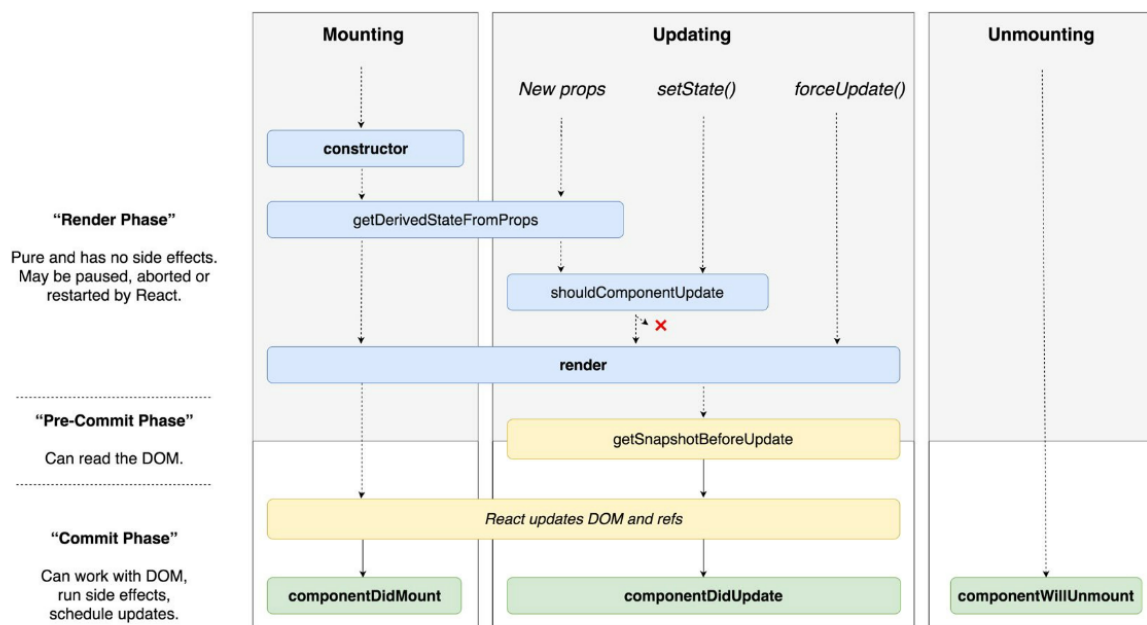 Mounting
Updating
Unmounting
New props
setState()
forceUpdate()
constructor
“Render Phase”
getDerivedStateFromProps
Pure and has no side effects.
May be paused, aborted or
restarted by React.
shouldComponentUpdate
render
“Pre-Commit Phase”
Can read the DOM.
getSnapshotBeforeUpdate
React updates DOM and refs
“Commit Phase”
Can work with DOM,
run side effects,
schedule updates.
componentDidMount
componentDidUpdate
componentWillUnmount